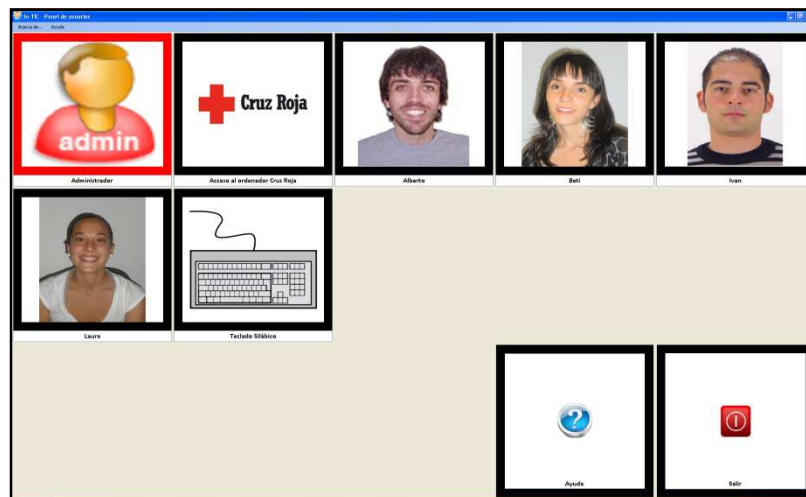 In-TIC - Panel de usuarios
Acerca de... Ayuda
admin
Cruz Roja
Administrador
Acceso al ordenador Cruz Roja
Alberto
Beti
Ivan
Laura
Teclado Silábico
Ayuda
Salir